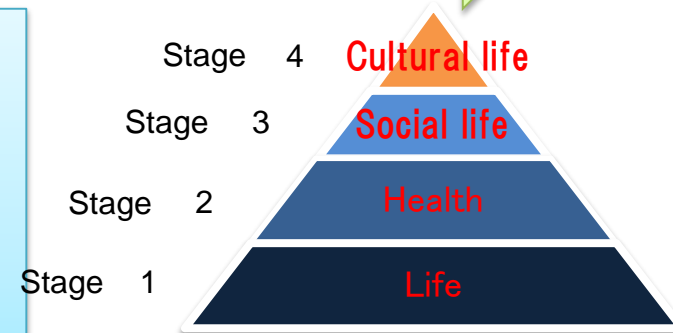 Stage 4 Cultural life
Stage 3 Social life
Stage 2 Health
Stage 1 Life